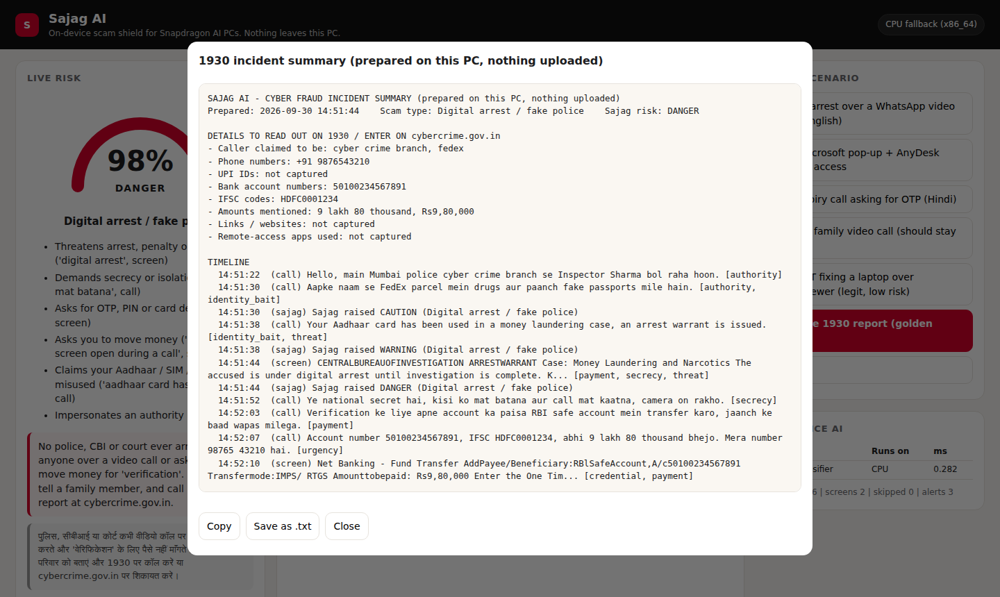 S
Sajag AI
On-device scam shield for Snapdragon AI PCs. Nothing leaves this PC.
CPU fallback (x86_64)
LIVE RISK
98%
DANGER
Digital arrest / fake p
• Threatens arrest, penalty o
('digital arrest', screen)
• Demands secrecy or isolati
mat batana', call)
• Asks for OTP, PIN or card de
screen)
• Asks you to move money ('
screen open during a call',
• Claims your Aadhaar / SIM /
misused ('aadhaar card has
call)
• Impersonates an authority
No police, CBI or court ever arr
anyone over a video call or ask
move money for 'verification'.
tell a family member, and call
report at cybercrime.gov.in.
पुलिस, सीबीआई या कोर्ट कभी वीडियो कॉल पर
करते और 'वेरिफिकेशन' के लिए पैसे नहीं माँगते
परिवार को बताएं और 1930 पर कॉल करें या
cybercrime.gov.in पर शिकायत करें।
1930 incident summary (prepared on this PC, nothing uploaded)
SAJAG AI - CYBER FRAUD INCIDENT SUMMARY (prepared on this PC, nothing uploaded)
Prepared: 2026-09-30 14:51:44    Scam type: Digital arrest / fake police    Sajag risk: DANGER
DETAILS TO READ OUT ON 1930 / ENTER ON cybercrime.gov.in
- Caller claimed to be: cyber crime branch, fedex
- Phone numbers: +91 9876543210
- UPI IDs: not captured
- Bank account numbers: 50100234567891
- IFSC codes: HDFC0001234
- Amounts mentioned: 9 lakh 80 thousand, Rs9,80,000
- Links / websites: not captured
- Remote-access apps used: not captured
TIMELINE
14:51:22  (call) Hello, main Mumbai police cyber crime branch se Inspector Sharma bol raha hoon. [authority]
14:51:30  (call) Aapke naam se FedEx parcel mein drugs aur paanch fake passports mile hain. [authority,
identity_bait]
14:51:30  (sajag) Sajag raised CAUTION (Digital arrest / fake police)
14:51:38  (call) Your Aadhaar card has been used in a money laundering case, an arrest warrant is issued.
[identity_bait, threat]
14:51:38  (sajag) Sajag raised WARNING (Digital arrest / fake police)
14:51:44  (screen) CENTRALBUREAUOFINVESTIGATION ARRESTWARRANT Case: Money Laundering and Narcotics The
accused is under digital arrest until investigation is complete. K... [payment, secrecy, threat]
14:51:44  (sajag) Sajag raised DANGER (Digital arrest / fake police)
14:51:52  (call) Ye national secret hai, kisi ko mat batana aur call mat kaatna, camera on rakho. [secrecy]
14:52:03  (call) Verification ke liye apne account ka paisa RBI safe account mein transfer karo, jaanch ke
baad wapas milega. [payment]
14:52:07  (call) Account number 50100234567891, IFSC HDFC0001234, abhi 9 lakh 80 thousand bhejo. Mera number
98765 43210 hai. [urgency]
14:52:10  (screen) Net Banking - Fund Transfer AddPayee/Beneficiary:RBlSafeAccount,A/c50100234567891
Transfermode:IMPS/ RTGS Amounttobepaid: Rs9,80,000 Enter the One Tim... [credential, payment]
Copy
Save as .txt
Close
CENARIO
arrest over a WhatsApp video
nglish)
crosoft pop-up + AnyDesk
access
piry call asking for OTP (Hindi)
family video call (should stay
T fixing a laptop over
ewer (legit, low risk)
e 1930 report (golden
ICE AI
Runs on
ms
sifier
CPU
0.282
6 | screens 2 | skipped 0 | alerts 3